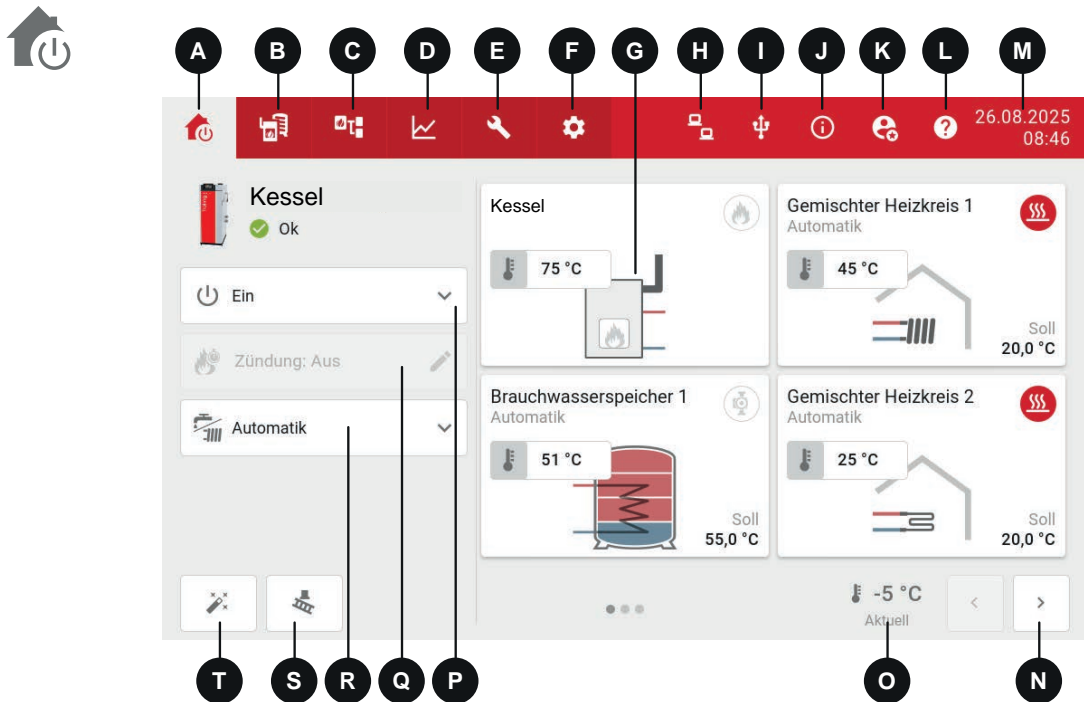 A B C D E F G H I J K L M
26.08.2025
08:46
Kessel
Ok
Ein
Zündung: Aus
Automatik
Kessel
75 °C
Gemischter Heizkreis 1
Automatik
45 °C
Soll
20,0 °C
Brauchwasserspeicher 1
Automatik
51 °C
Soll
55,0 °C
Gemischter Heizkreis 2
Automatik
25 °C
Soll
20,0 °C
-5 °C
Aktuell
T S R Q P O N